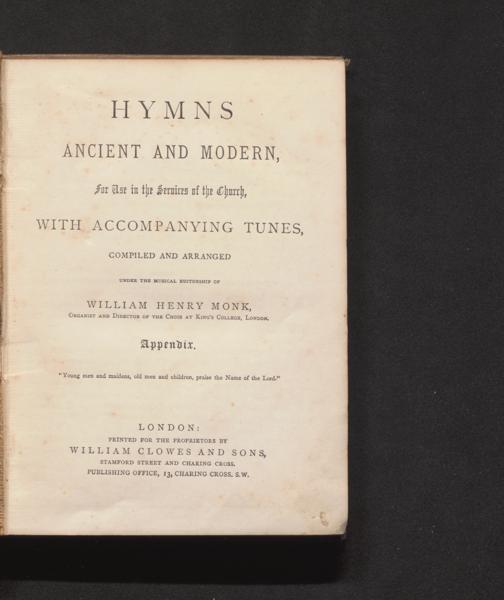 HYMNS
ANCIENT AND MODERN,
For Use in the Services of the Church,
WITH ACCOMPANYING TUNES,
COMPILED AND ARRANGED
UNDER THE MUSICAL EDITORSHIP OF
WILLIAM HENRY MONK,
ORGANIST AND DIRECTOR OF THE CHOIR AT KING'S COLLEGE, LONDON.
Appendix.
"Young men and maidens, old men and children, praise the Name of the Lord."
LONDON:
PRINTED FOR THE PROPRIETORS BY
WILLIAM CLOWES AND SONS,
STAMFORD STREET AND CHARING CROSS.
PUBLISHING OFFICE, 13, CHARING CROSS. S.W.